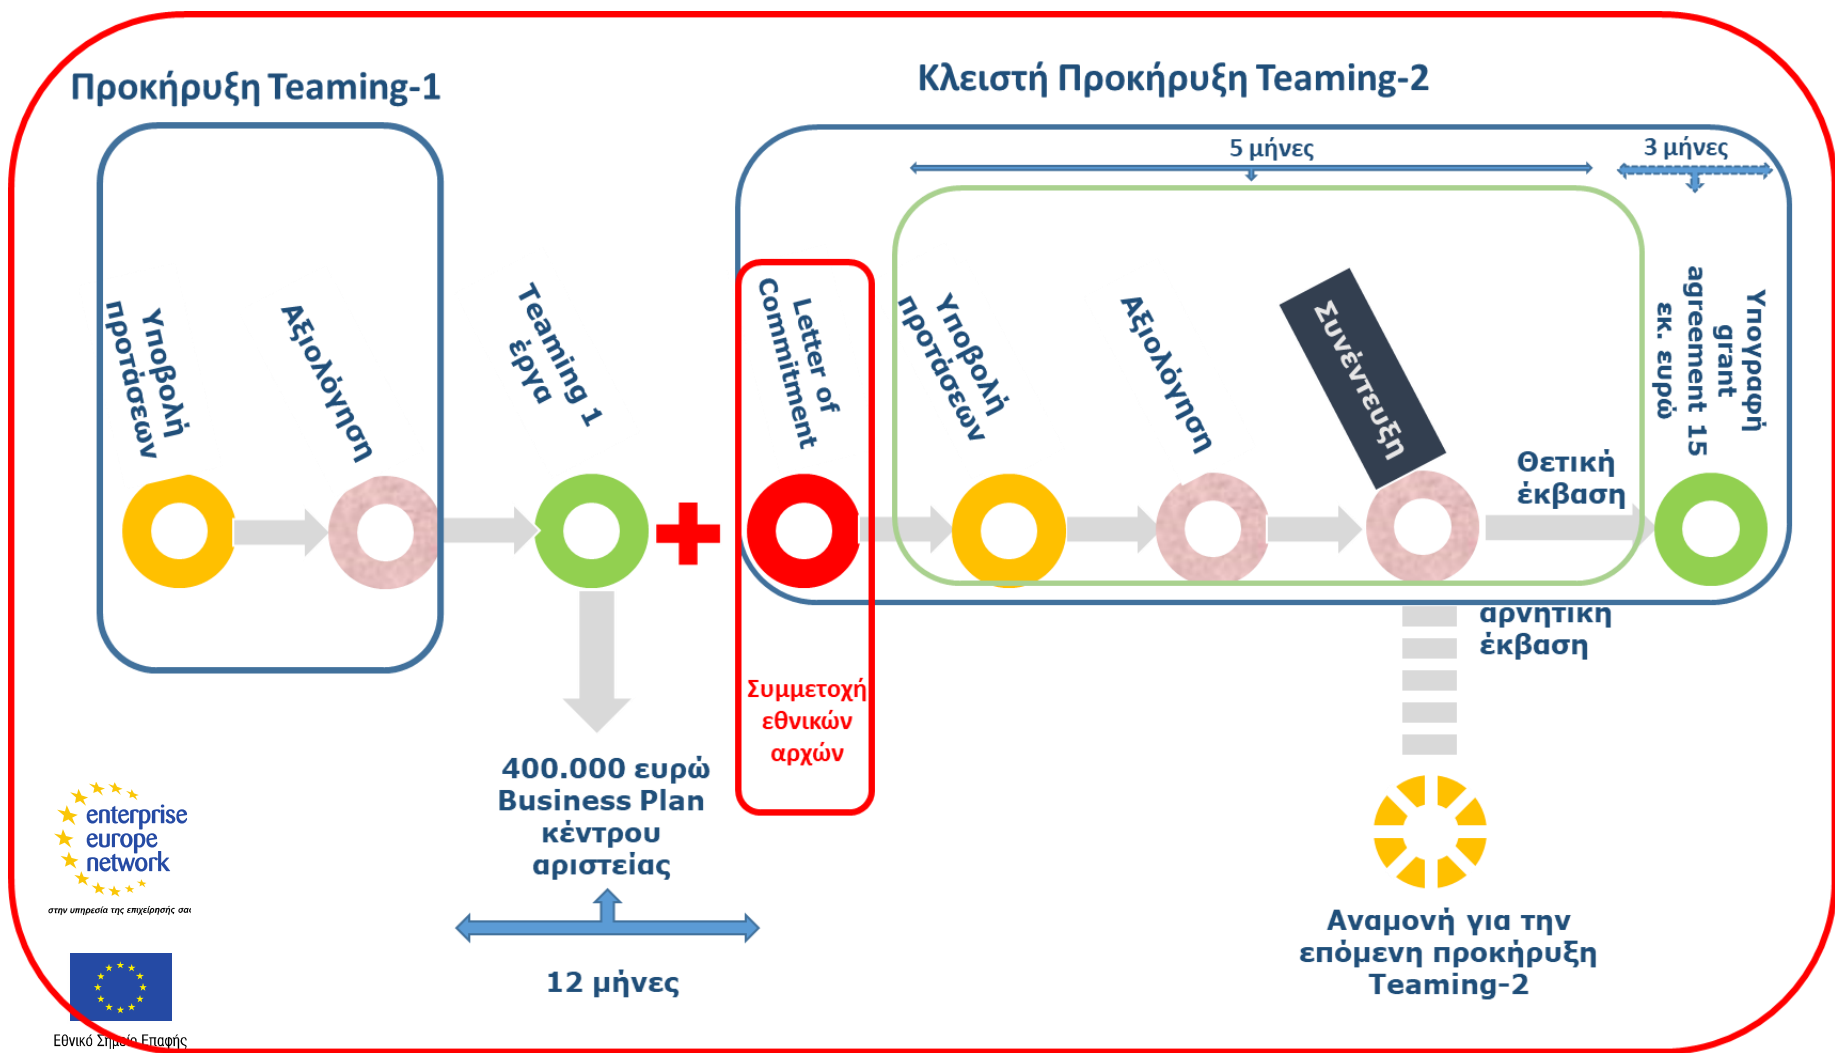 Προκήρυξη Teaming-1
Κλειστή Προκήρυξη Teaming-2
5 μήνες
3 μήνες
Υποβολή
προτάσεων
Αξιολόγηση
Teaming 1
έργα
Letter of
Commitment
Υποβολή
προτάσεων
Αξιολόγηση
Συνέντευξη
Θετική
έκβαση
Υπογραφή
grant
agreement 15
εκ. ευρώ
αρνητική
έκβαση
Συμμετοχή
εθνικών
αρχών
400.000 ευρώ
Business Plan
κέντρου
αριστείας
12 μήνες
Αναμονή για την
επόμενη προκήρυξη
Teaming-2
enterprise
europe
network
στην υπηρεσία της επιχείρησής σας
Εθνικό Σημείο Επαφής